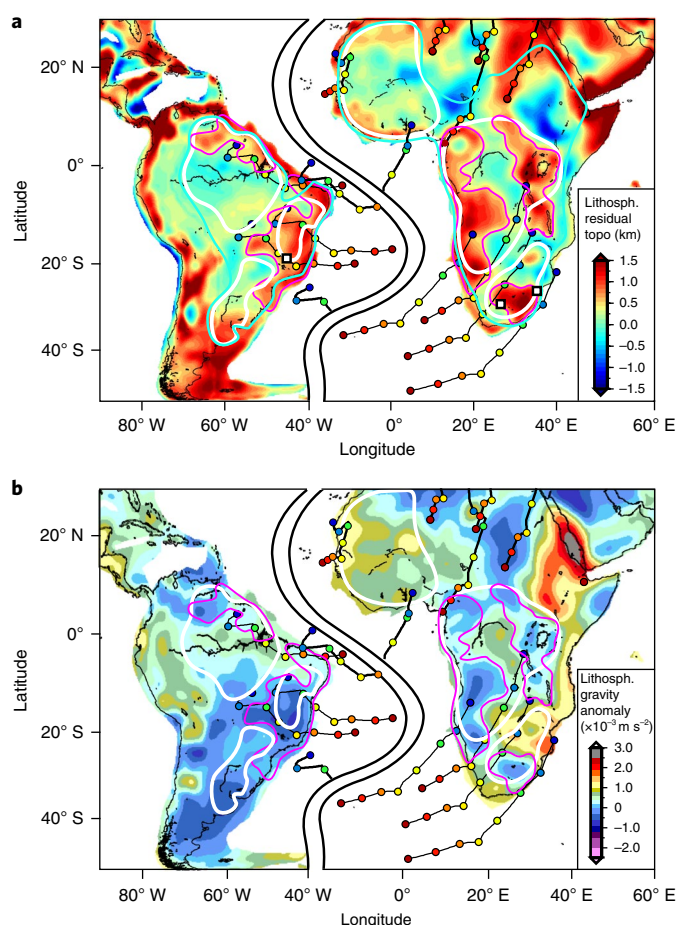 a
20° N
0°
20° S
40° S
Latitude
Lithosph.
residual
topo (km)
1.5
1.0
0.5
0.0
−0.5
−1.0
−1.5
80° W 60° W 40° W 0° 20° E 40° E 60° E
Longitude
b
20° N
0°
20° S
40° S
Latitude
Lithosph.
gravity
anomaly
(×10⁻³ m s⁻²)
3.0
2.0
1.0
0
−1.0
−2.0
80° W 60° W 40° W 0° 20° E 40° E 60° E
Longitude